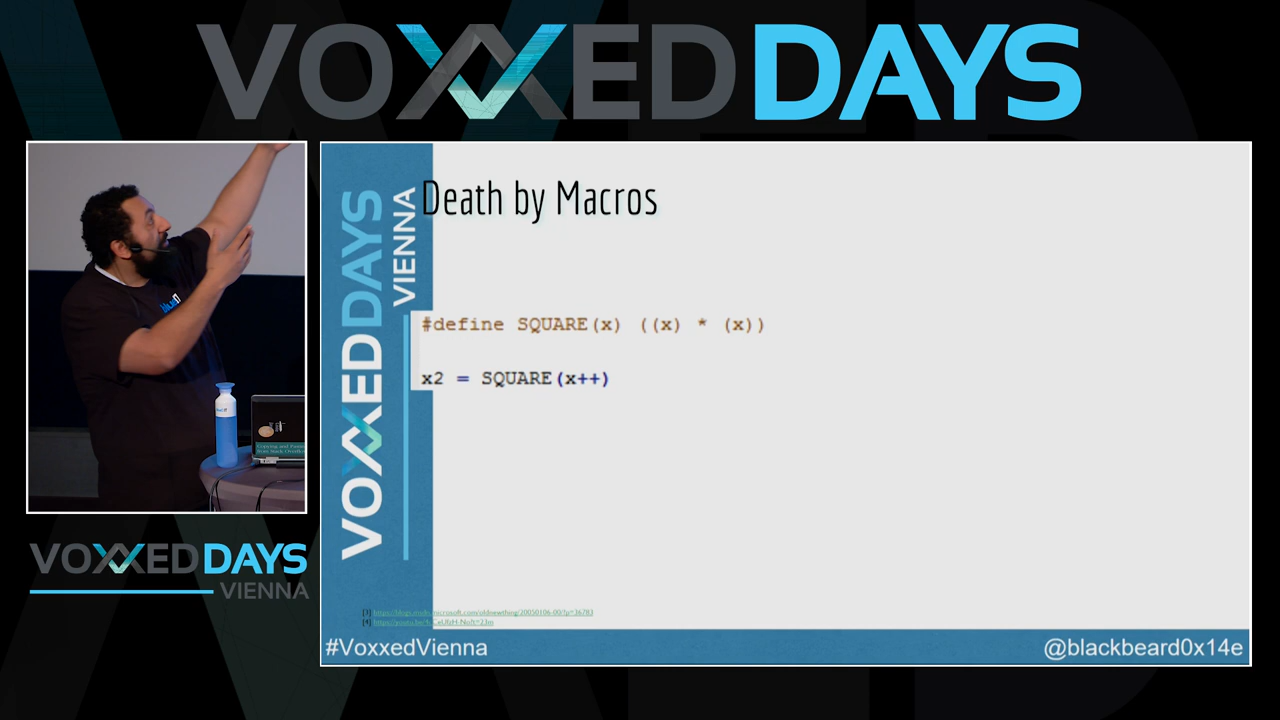 VOXXED DAYS
VOXXED DAYS
VIENNA
Death by Macros
#define SQUARE(x) ((x) * (x))
x2 = SQUARE(x++)
VOXXED DAYS
VIENNA
#VoxxedVienna
@blackbeard0x14e